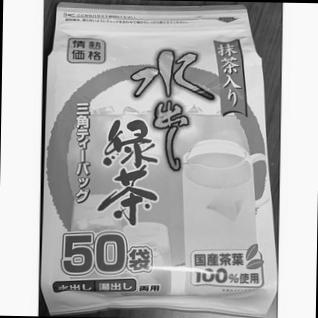 情熱
価格
抹茶入り
水出し
緑茶
三角ティーバッグ
50袋
国産茶葉
100%使用
水出し 湯出し 両用